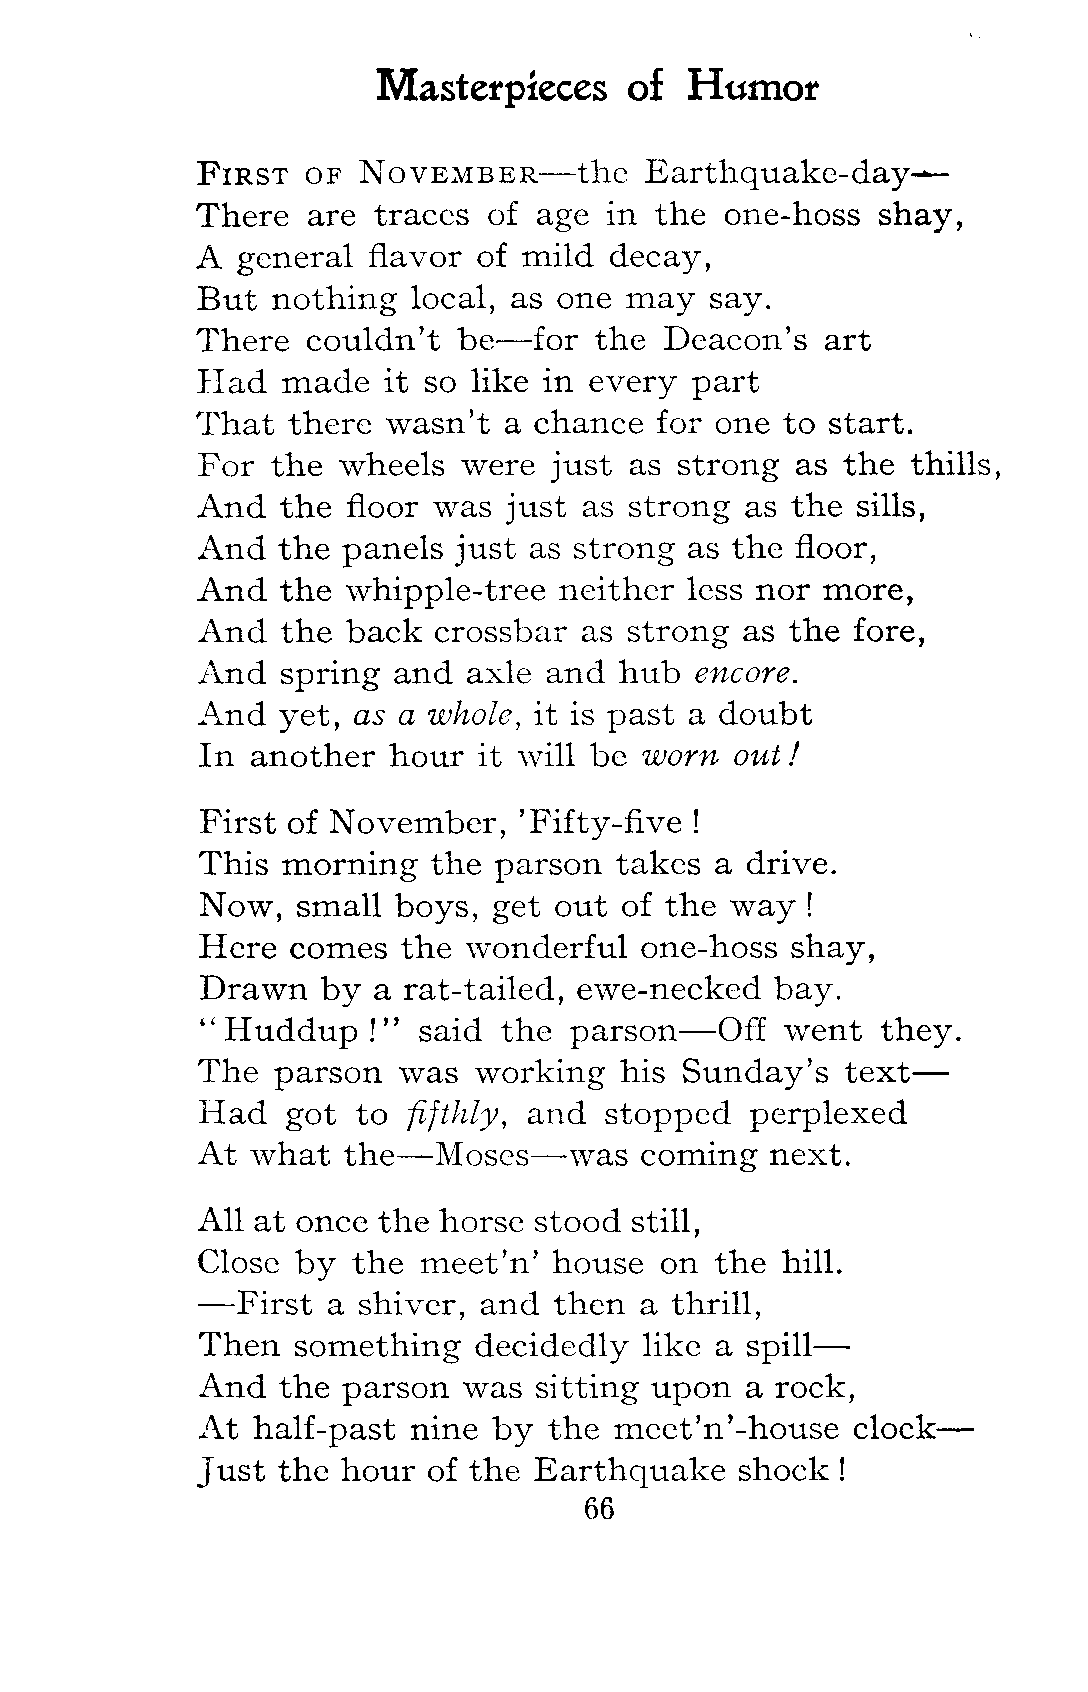 Masterpieces of Humor
First of November—the Earthquake-day—
There are traces of age in the one-hoss shay,
A general flavor of mild decay,
But nothing local, as one may say.
There couldn't be—for the Deacon's art
Had made it so like in every part
That there wasn't a chance for one to start.
For the wheels were just as strong as the thills,
And the floor was just as strong as the sills,
And the panels just as strong as the floor,
And the whipple-tree neither less nor more,
And the back crossbar as strong as the fore,
And spring and axle and hub encore.
And yet, as a whole, it is past a doubt
In another hour it will be worn out!
First of November, 'Fifty-five!
This morning the parson takes a drive.
Now, small boys, get out of the way!
Here comes the wonderful one-hoss shay,
Drawn by a rat-tailed, ewe-necked bay.
"Huddup!" said the parson—Off went they.
The parson was working his Sunday's text—
Had got to fifthly, and stopped perplexed
At what the—Moses—was coming next.
All at once the horse stood still,
Close by the meet'n' house on the hill.
—First a shiver, and then a thrill,
Then something decidedly like a spill—
And the parson was sitting upon a rock,
At half-past nine by the meet'n'-house clock—
Just the hour of the Earthquake shock!
66